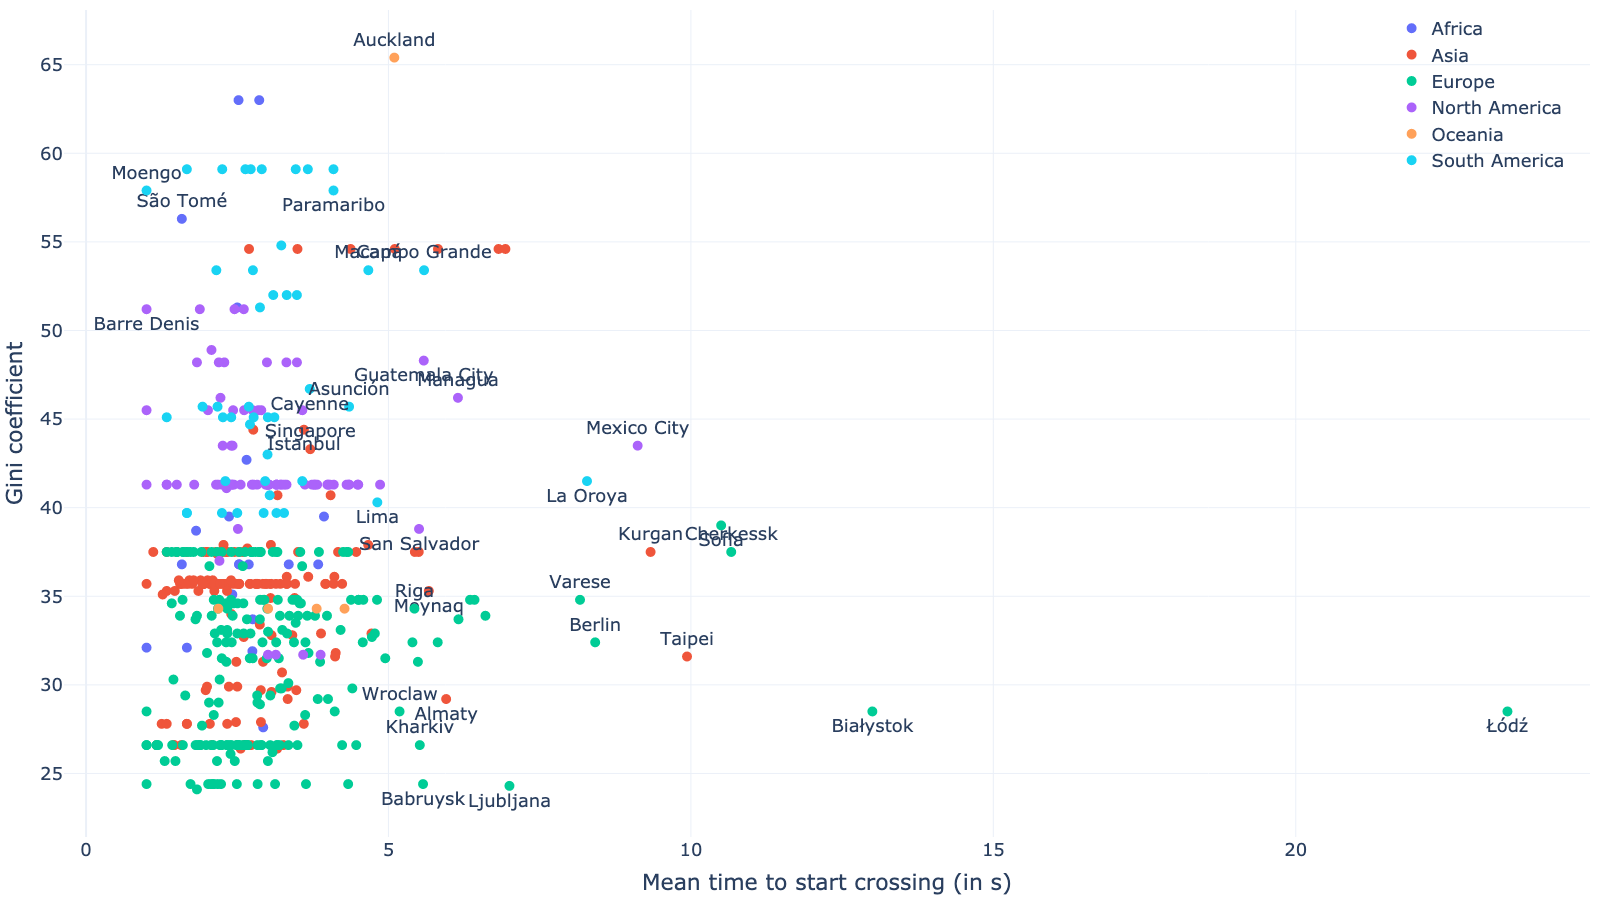 Auckland
Africa
Asia
Europe
North America
Oceania
South America
65
60
55
50
45
40
35
30
25
Moengo
São Tomé
Paramaribo
Macapá
Campo Grande
Barre Denis
Guatemala City
Managua
Asunción
Cayenne
Singapore
Istanbul
Mexico City
La Oroya
Lima
San Salvador
Kurgan
Cherkessk
Sofia
Riga
Varese
Moynaq
Berlin
Taipei
Wroclaw
Almaty
Kharkiv
Białystok
Łódź
Babruysk
Ljubljana
0
5
10
15
20
Mean time to start crossing (in s)
Gini coefficient